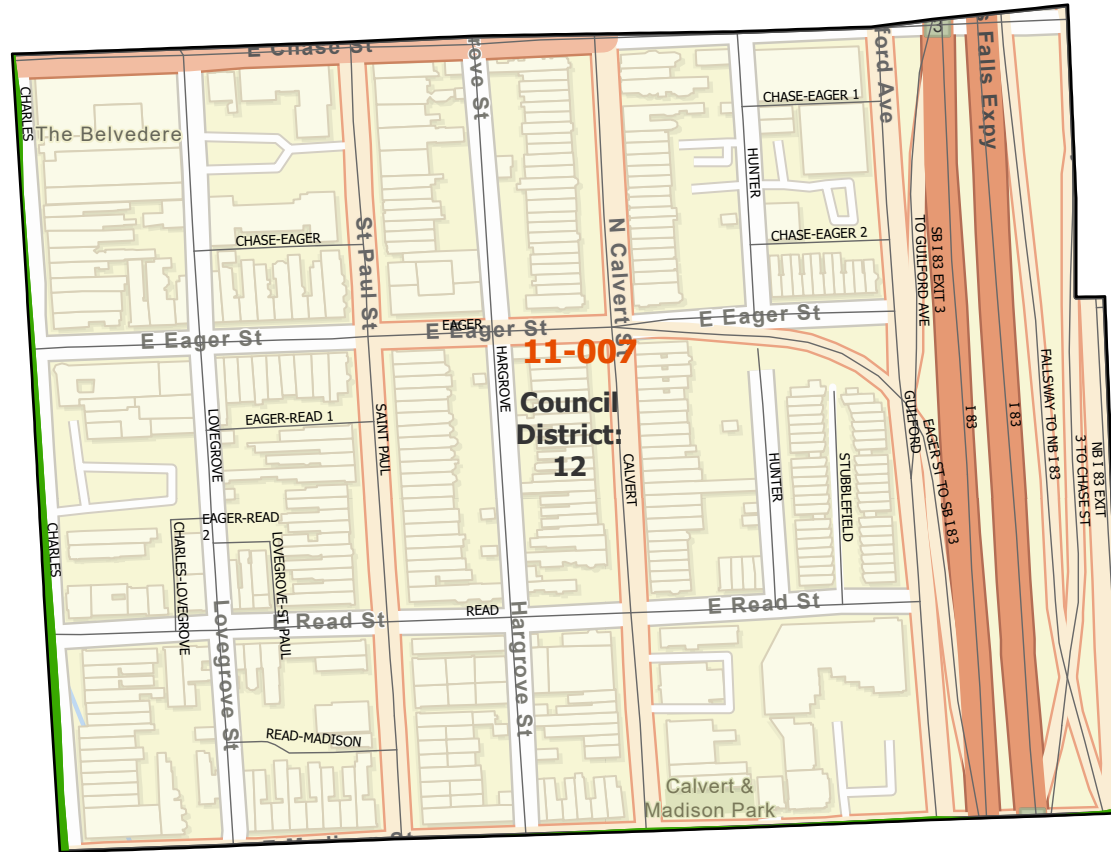 E Chase St
CHARLES
The Belvedere
CHASE-EAGER 1
HUNTER
S Falls Expy
CHASE-EAGER
St Paul St
N Calvert St
CHASE-EAGER 2
SB I 83 EXIT 3
TO GUILFORD AVE
E Eager St
EAGER
E Eager St
E Eager St
11-007
Council
District:
12
HARGROVE
LOVEGROVE
EAGER-READ 1
SAINT PAUL
CALVERT
HUNTER
STUBBLEFIELD
GUILFORD
EAGER ST TO SB I 83
I 83
I 83
FALLSWAY TO NB I 83
NB I 83 EXIT
3 TO CHASE ST
CHARLES
EAGER-READ
2
CHARLES-LOVEGROVE
LOVEGROVE-ST PAUL
E Read St
READ
E Read St
Lovegrove St
Hargrove St
READ-MADISON
Calvert &
Madison Park